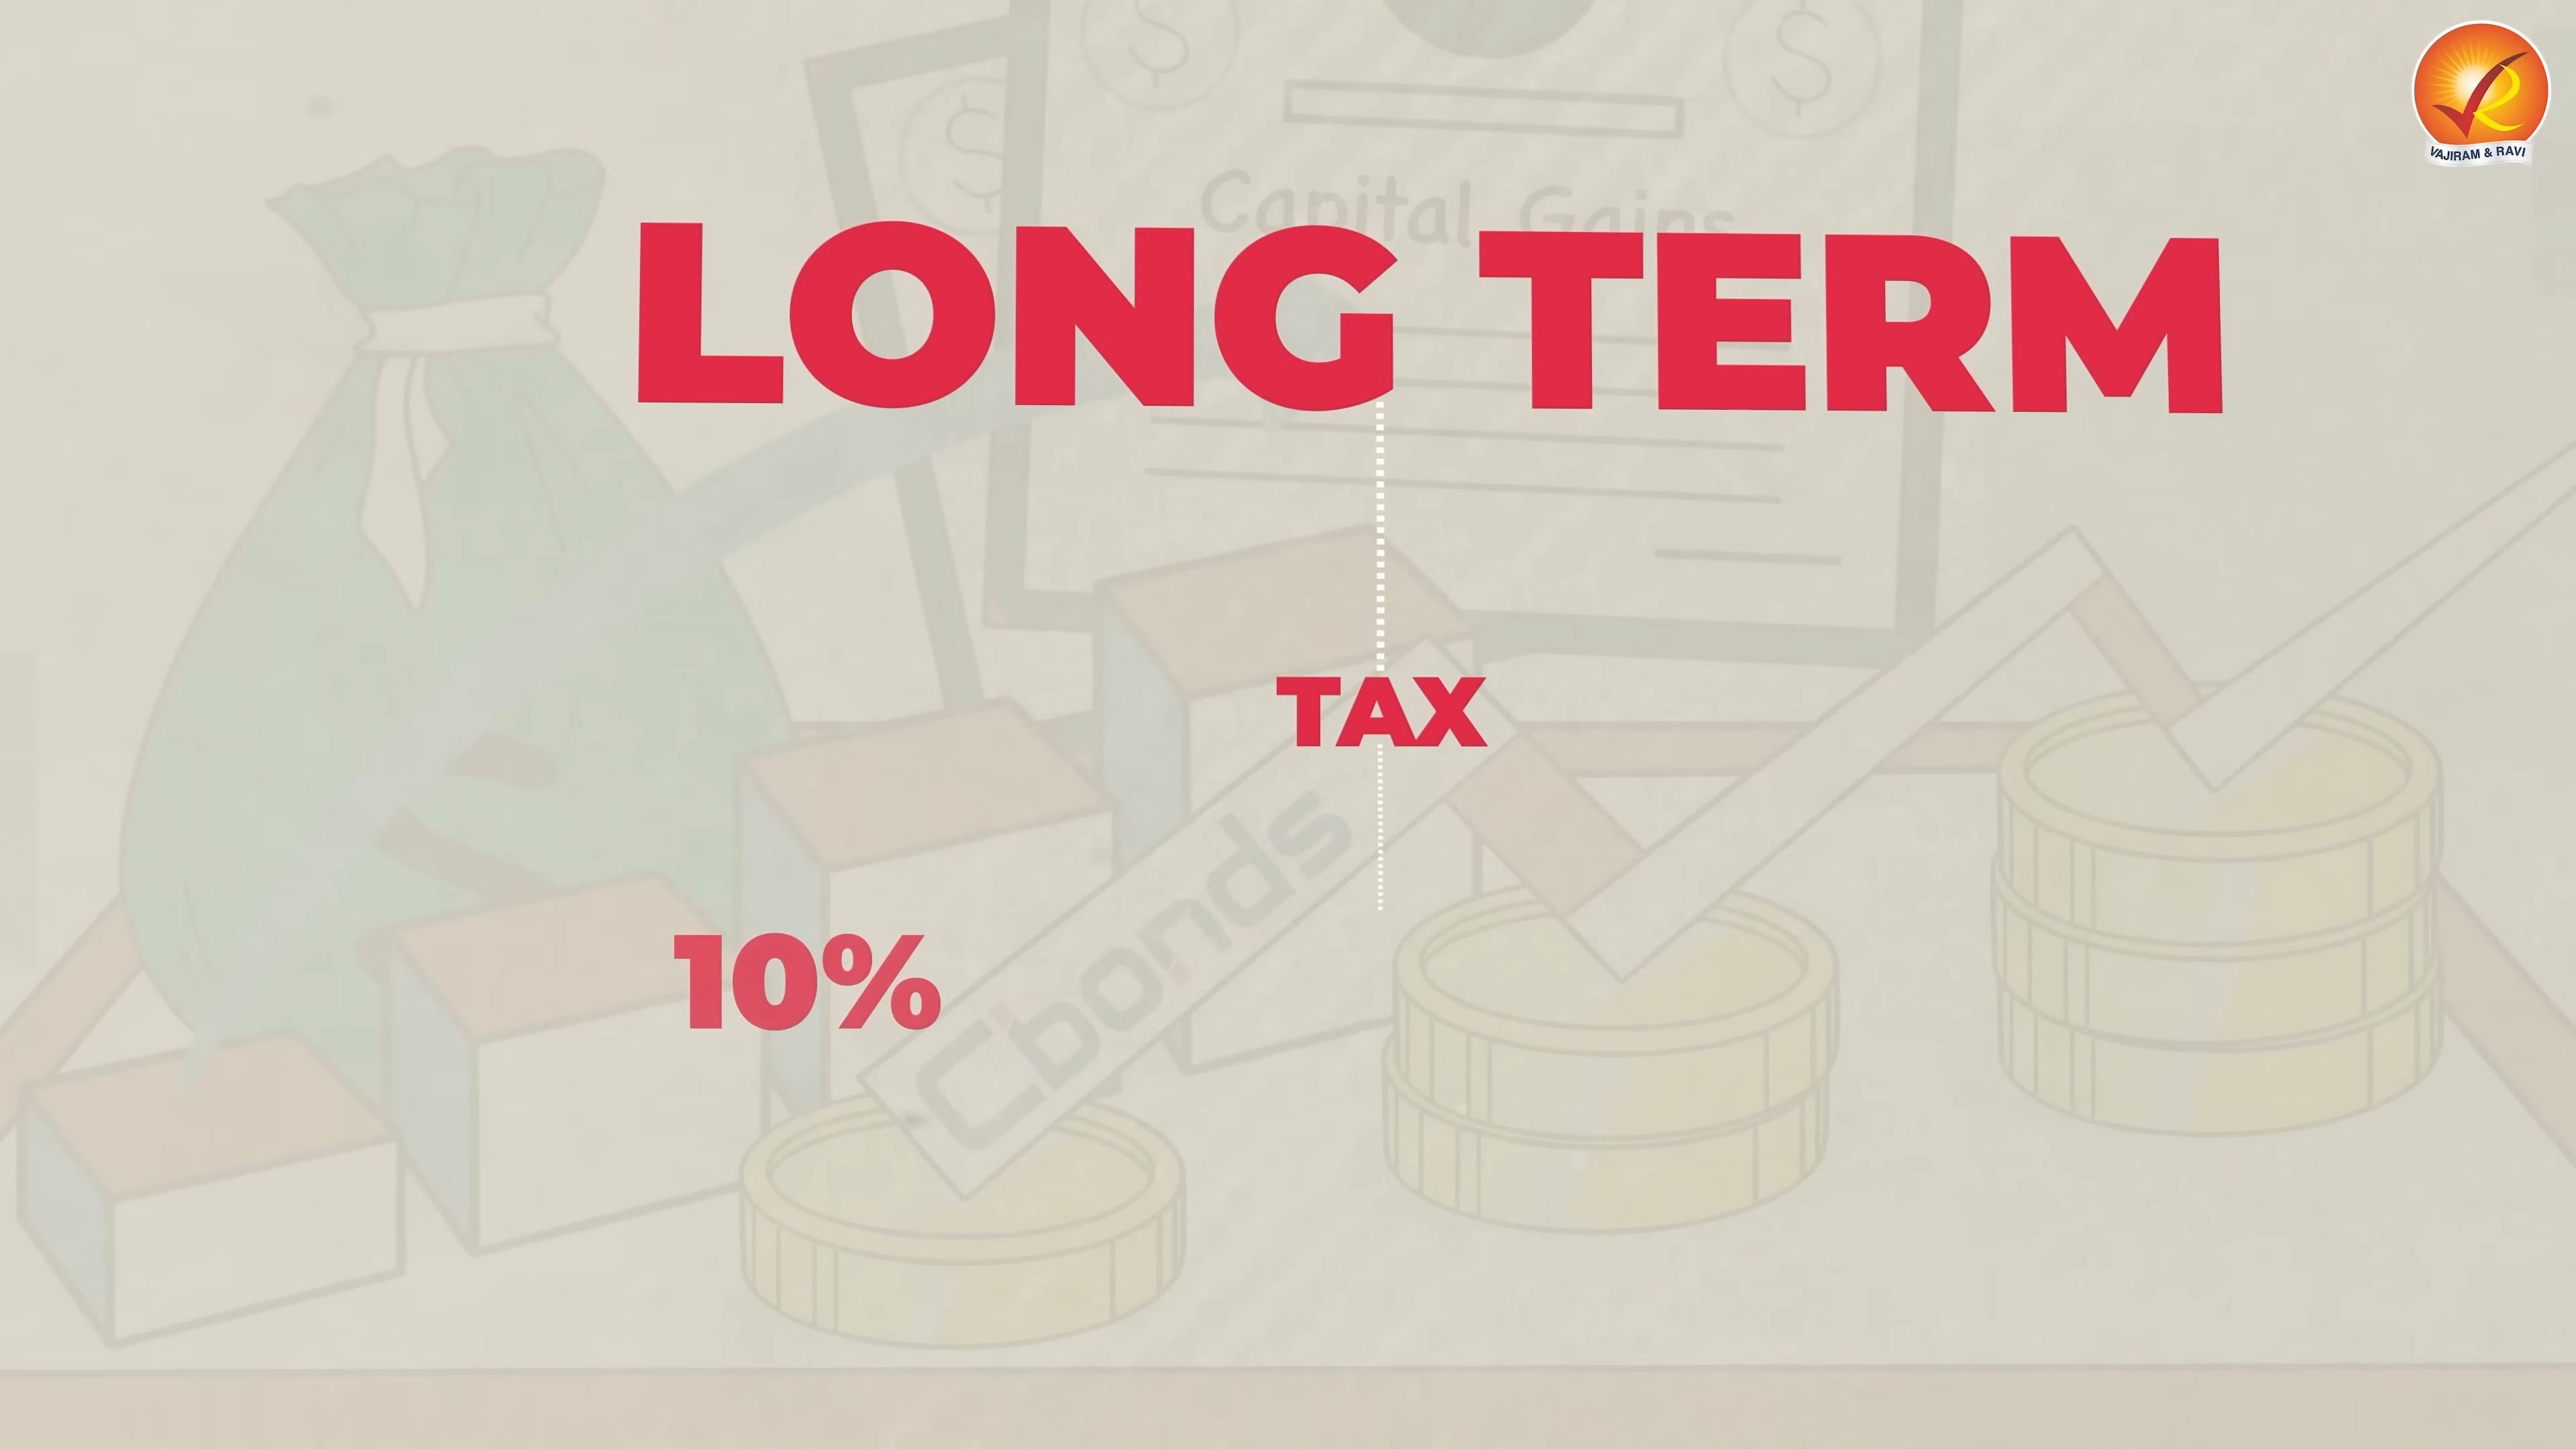 VAJIRAM & RAVI
Capital Gains
LONG TERM
TAX
10%
Cbonds